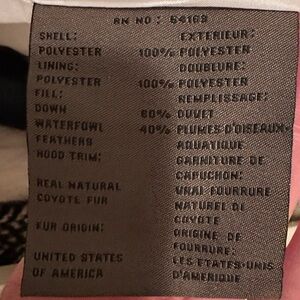 RN NO: 54163
SHELL: EXTERIEUR:
POLYESTER 100% POLYESTER
LINING: DOUBLURE:
POLYESTER 100% POLYESTER
FILL: REMPLISSAGE:
DOWN 60% DUVET
WATERFOWL 40% PLUMES D'OISEAUX
FEATHERS AQUATIQUE
HOOD TRIM: GARNITURE DE
CAPUCHON:
REAL NATURAL VRAI FOURRURE
COYOTE FUR NATUREL DE
COYOTE
FUR ORIGIN: ORIGINE DE
FOURRURE:
UNITED STATES LES ETATS-UNIS
OF AMERICA D'AMERIQUE